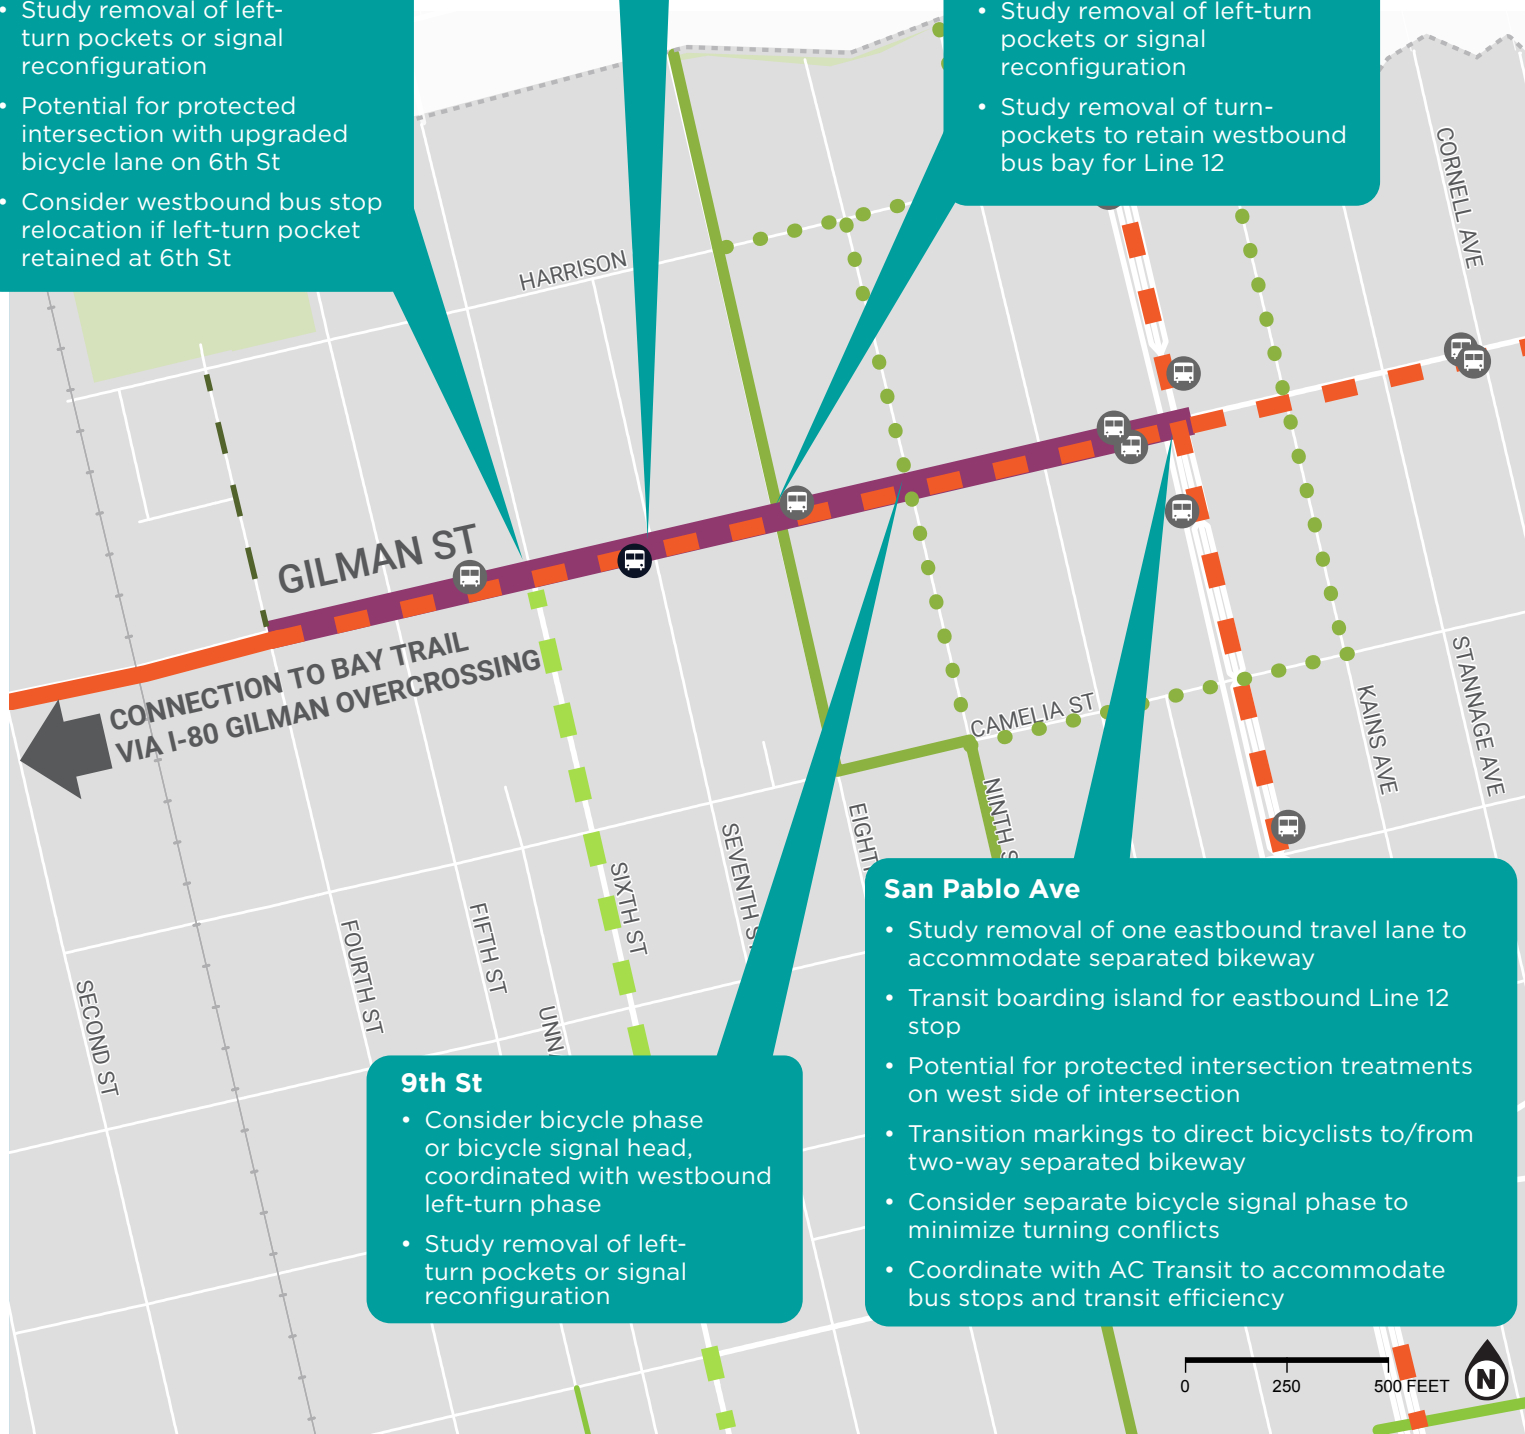 • Study removal of left-
turn pockets or signal
reconfiguration
• Potential for protected
intersection with upgraded
bicycle lane on 6th St
• Consider westbound bus stop
relocation if left-turn pocket
retained at 6th St
• Study removal of left-turn
pockets or signal
reconfiguration
• Study removal of turn-
pockets to retain westbound
bus bay for Line 12
CORNELL AVE
HARRISON
GILMAN ST
CONNECTION TO BAY TRAIL
VIA I-80 GILMAN OVERCROSSING
CAMELIA ST
KAINS AVE
STANNAGE AVE
SECOND ST
FOURTH ST
FIFTH ST
UNN
SIXTH ST
SEVENTH ST
EIGHT
NINTH S
San Pablo Ave
• Study removal of one eastbound travel lane to
accommodate separated bikeway
• Transit boarding island for eastbound Line 12
stop
• Potential for protected intersection treatments
on west side of intersection
• Transition markings to direct bicyclists to/from
two-way separated bikeway
• Consider separate bicycle signal phase to
minimize turning conflicts
• Coordinate with AC Transit to accommodate
bus stops and transit efficiency
9th St
• Consider bicycle phase
or bicycle signal head,
coordinated with westbound
left-turn phase
• Study removal of left-
turn pockets or signal
reconfiguration
0 250 500 FEET
N